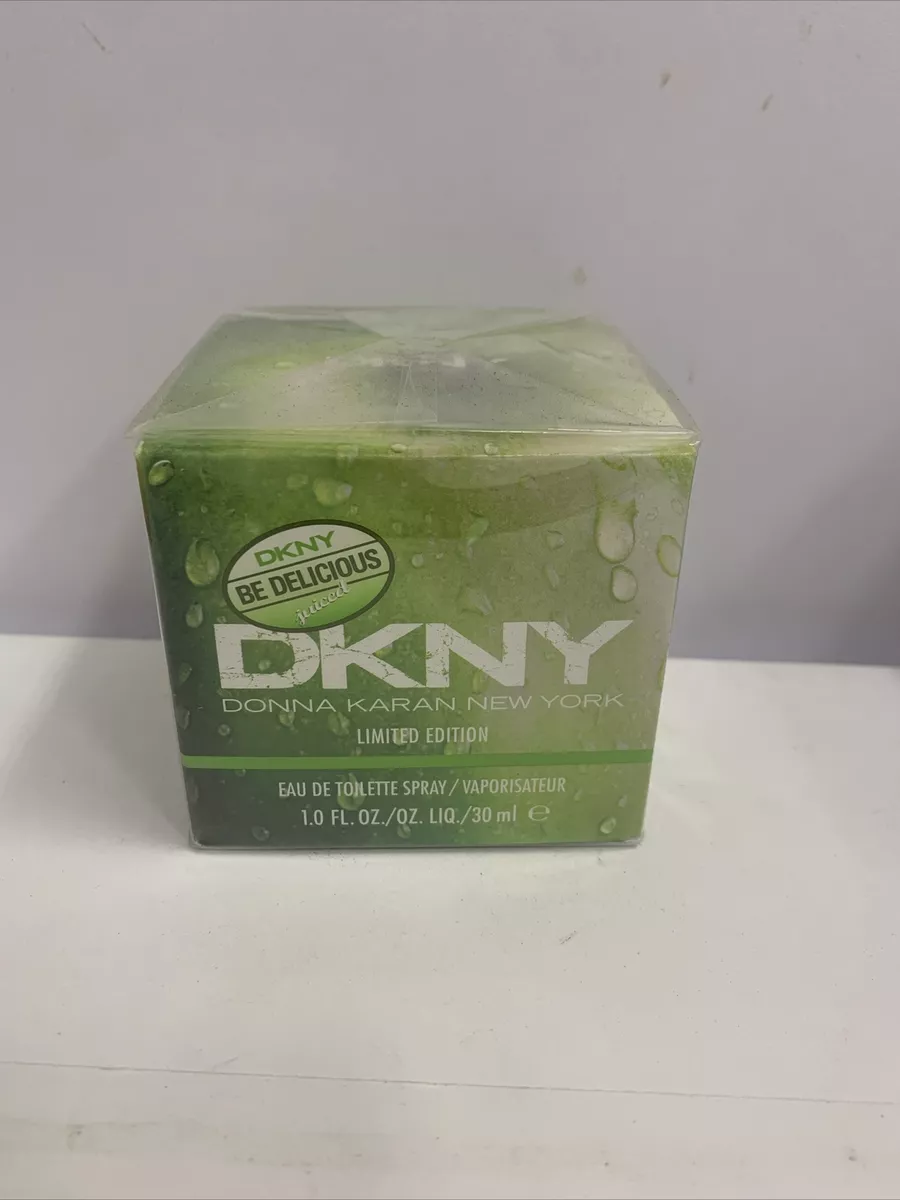 DKNY
BE DELICIOUS
juiced
DKNY
DONNA KARAN NEW YORK
LIMITED EDITION
EAU DE TOILETTE SPRAY / VAPORISATEUR
1.0 FL. OZ./OZ. LIQ./30 ml ℮